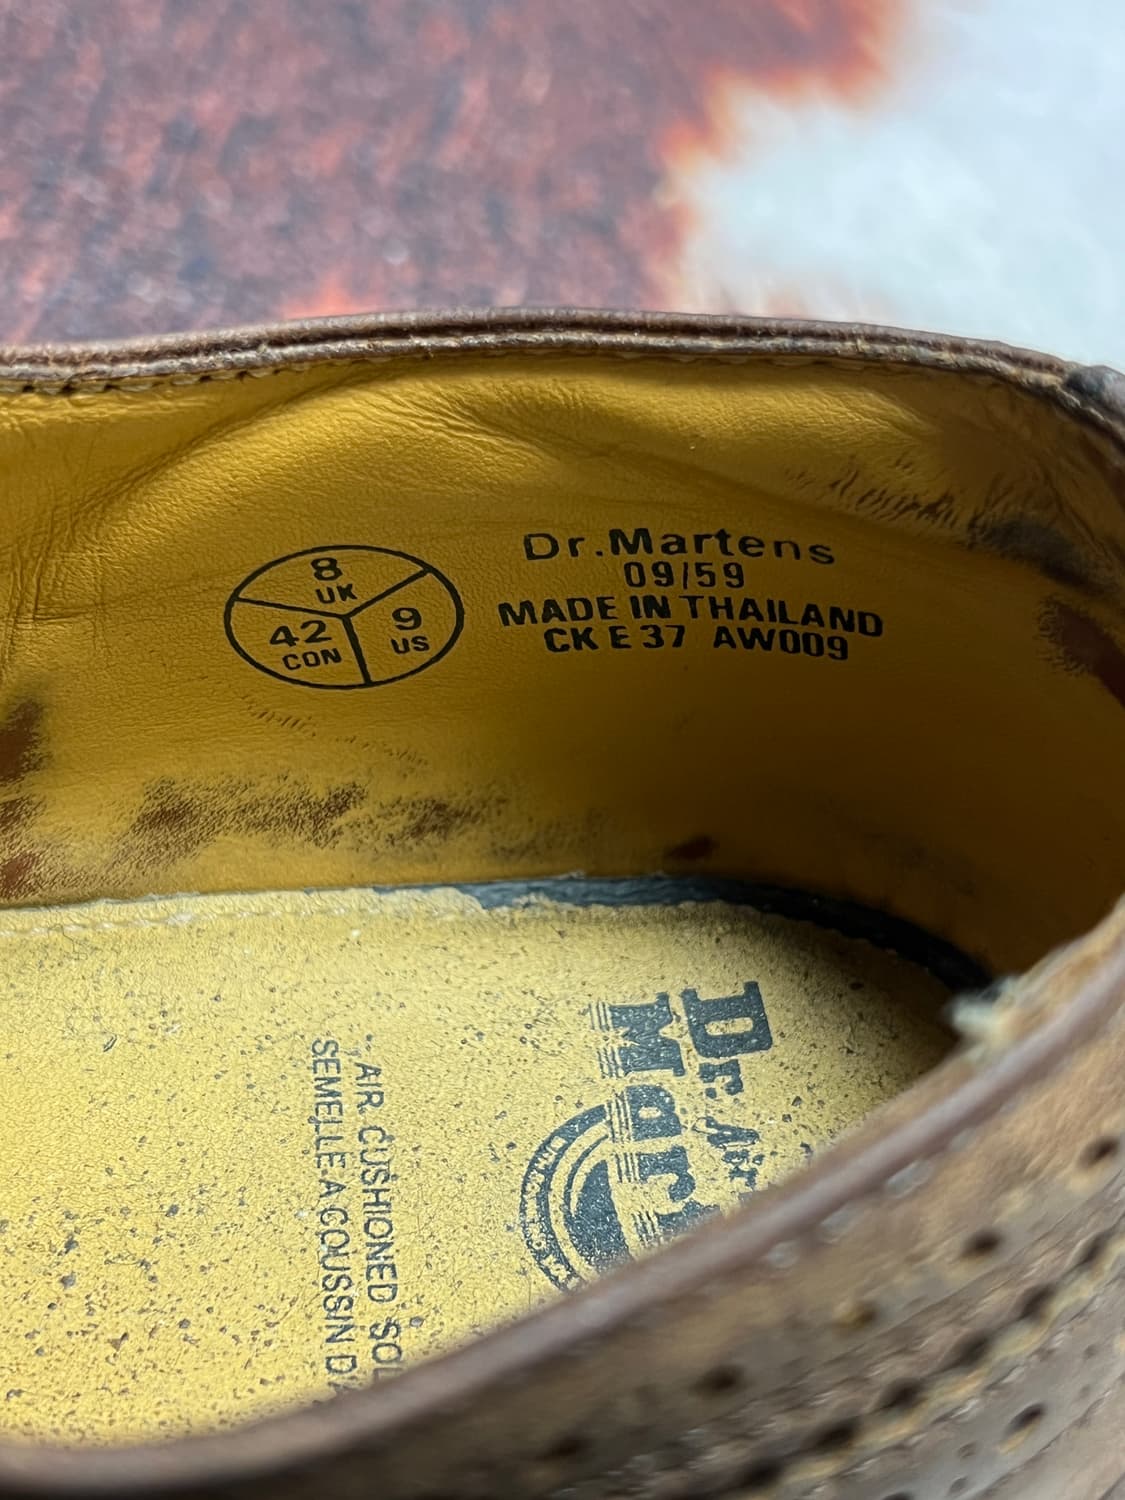 8
UK
42
CON
9
US
Dr.Martens
09/59
MADE IN THAILAND
CK E 37 AW009
Dr.
AIR CUSHIONED
SEMELLE A COUSSIN